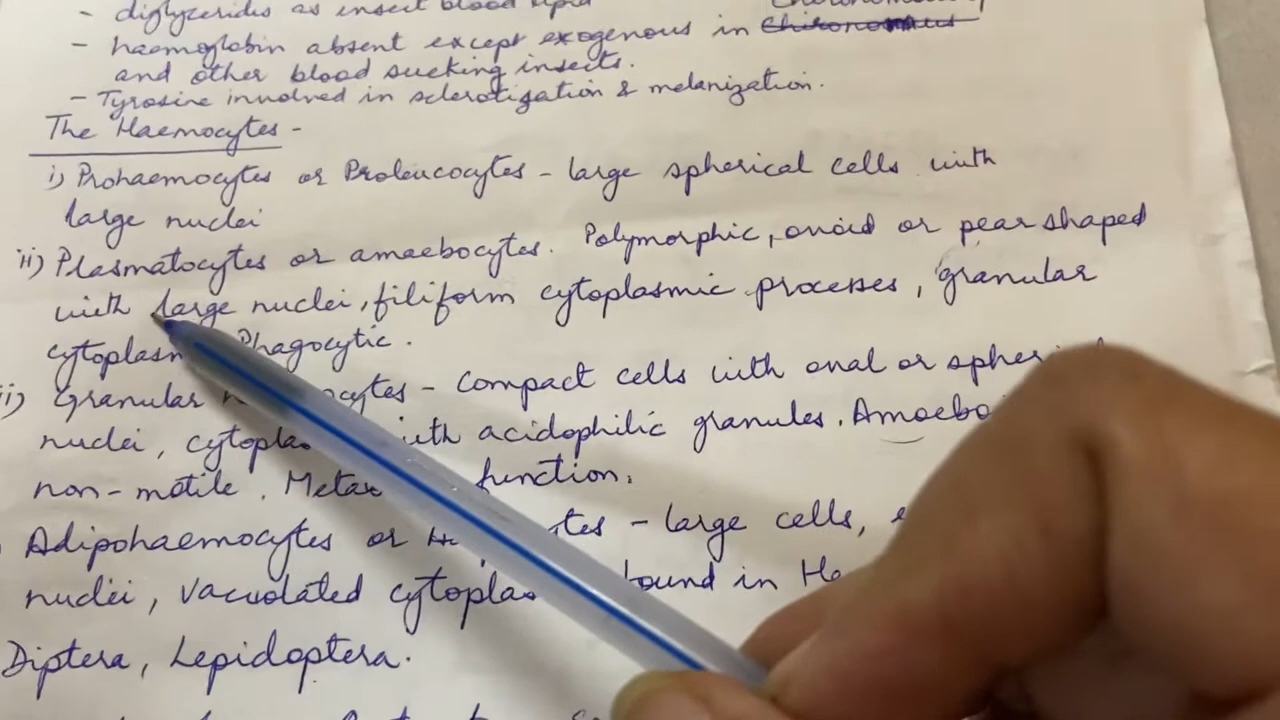 - diglycerides as insect blood lipid
- haemoglobin absent except exogenous in
and other blood sucking insects.
- Tyrosine involved in sclerotization & melanization.
The Haemocytes -
i) Prohaemocytes or Proleucocytes - large spherical cells with
large nuclei
ii) Plasmatocytes or amaebocytes. Polymorphic, ovoid or pear shaped
with large nuclei, filiform cytoplasmic processes, granular
cytoplasm Phagocytic.
Granular - Compact cells with oval or
nuclei, with acidophilic granules.
non-motile. function.
Adipohaemocytes or - large cells,
nuclei, vacuolated in
Diptera, Lepidoptera.